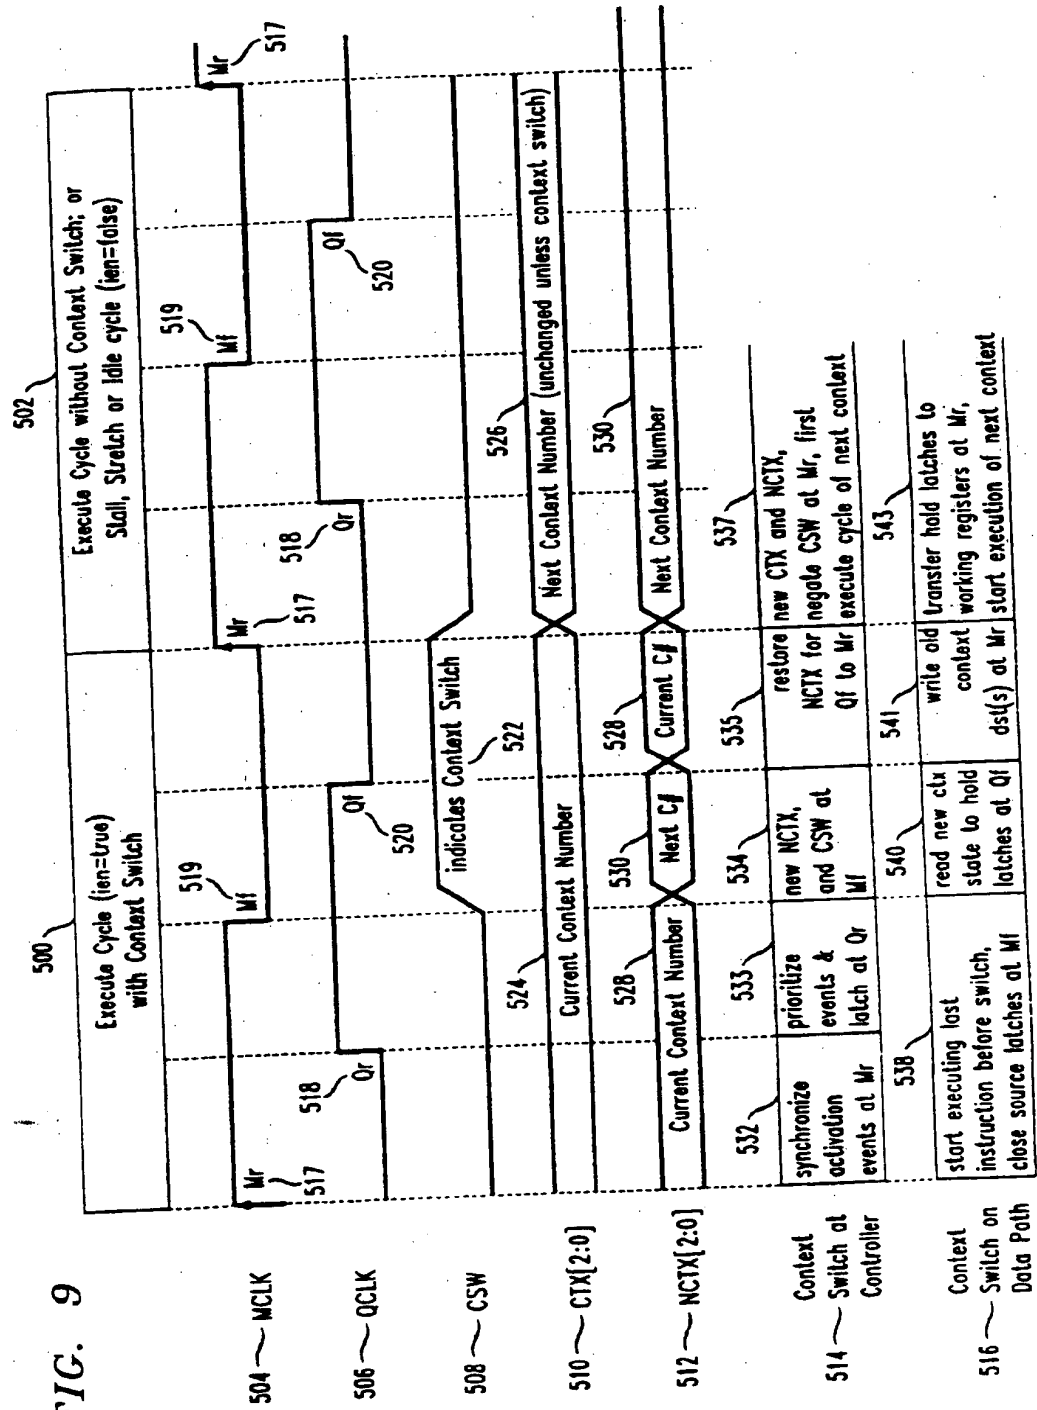 FIG. 9
500
Execute Cycle (ien=true)
with Context Switch
502
Execute Cycle without Context Switch; or
Stall, Stretch or Idle cycle (ien=false)
504 MCLK
Mr
517
519
Mf
Mr
517
519
Mf
Mr
517
506 QCLK
518
Qr
Qf
520
518
Qr
Qf
520
508 CSW
indicates Context Switch
522
510 CTX[2:0]
524
Current Context Number
526
Next Context Number (unchanged unless context switch)
512 NCTX[2:0]
528
Current Context Number
530
Next C#
528
Current C#
530
Next Context Number
514
Context
Switch at
Controller
532
synchronize
activation
events at Mr
533
prioritize
events &
latch at Qr
534
new NCTX,
and CSW at
Mf
535
restore
NCTX for
Qf to Mr
537
new CTX and NCTX,
negate CSW at Mr, first
execute cycle of next context
516
Context
Switch on
Data Path
538
start executing last
instruction before switch,
close source latches at Mf
540
read new ctx
state to hold
latches at Qf
541
write old
context
dst(s) at Mr
543
transfer hold latches to
working registers at Mr,
start execution of next context